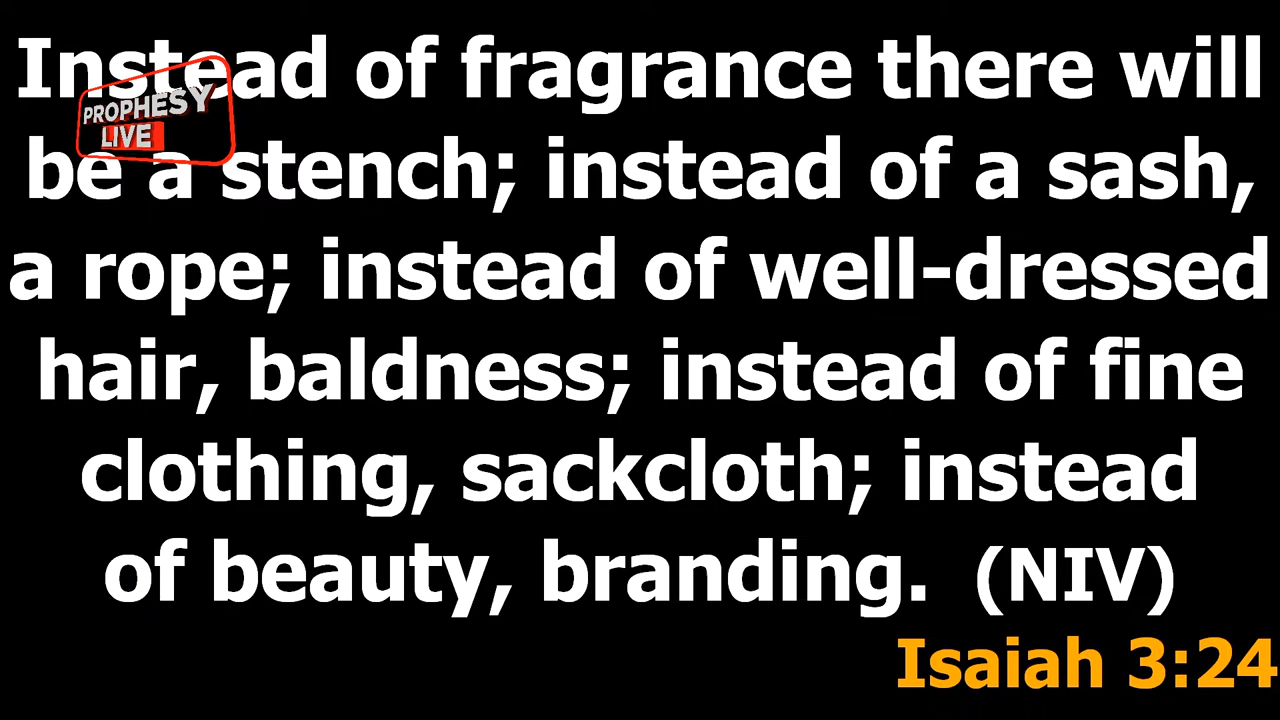 Instead of fragrance there will
PROPHESY
LIVE
be a stench; instead of a sash,
a rope; instead of well-dressed
hair, baldness; instead of fine
clothing, sackcloth; instead
of beauty, branding.  (NIV)
Isaiah 3:24